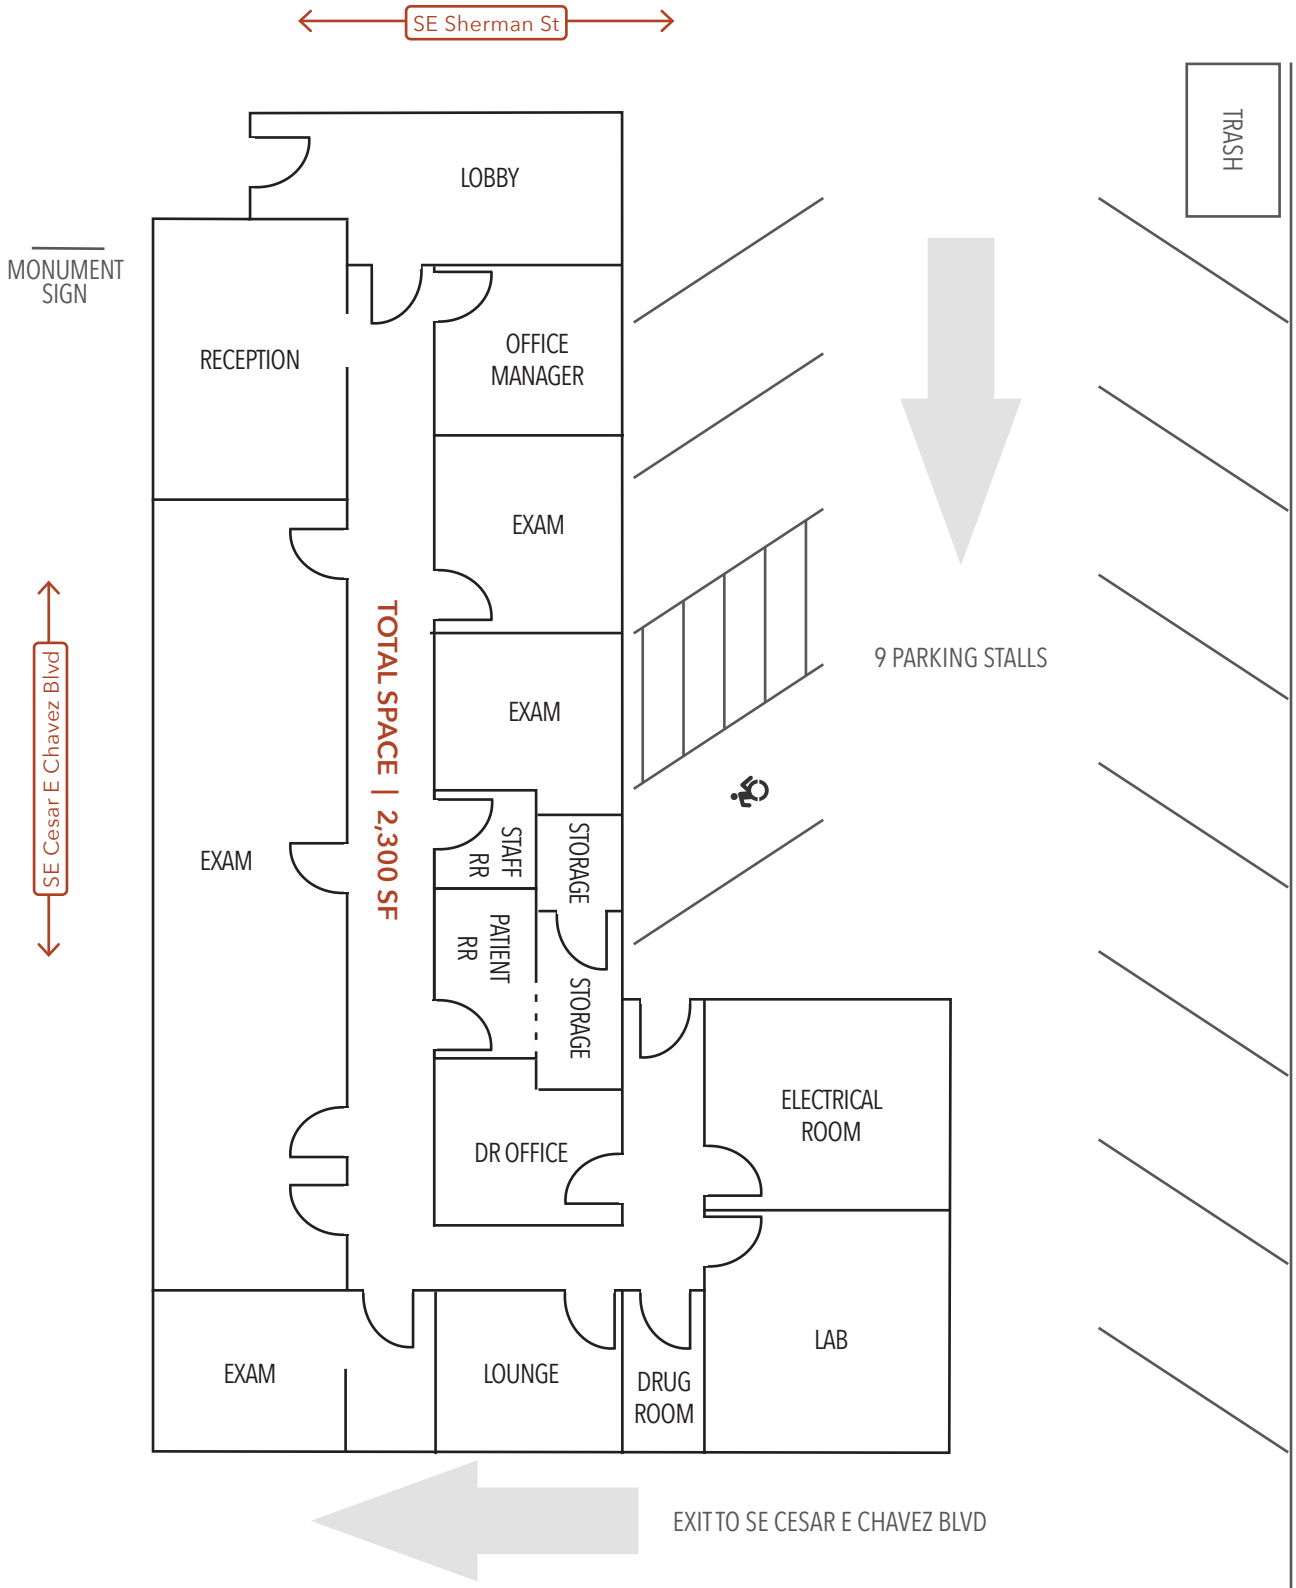 SE Sherman St
TRASH
LOBBY
MONUMENT
SIGN
RECEPTION
OFFICE
MANAGER
EXAM
TOTAL SPACE | 2,300 SF
9 PARKING STALLS
EXAM
SE Cesar E Chavez Blvd
EXAM
STAFF
RR
STORAGE
PATIENT
RR
STORAGE
ELECTRICAL
ROOM
DR OFFICE
LAB
EXAM
LOUNGE
DRUG
ROOM
EXIT TO SE CESAR E CHAVEZ BLVD